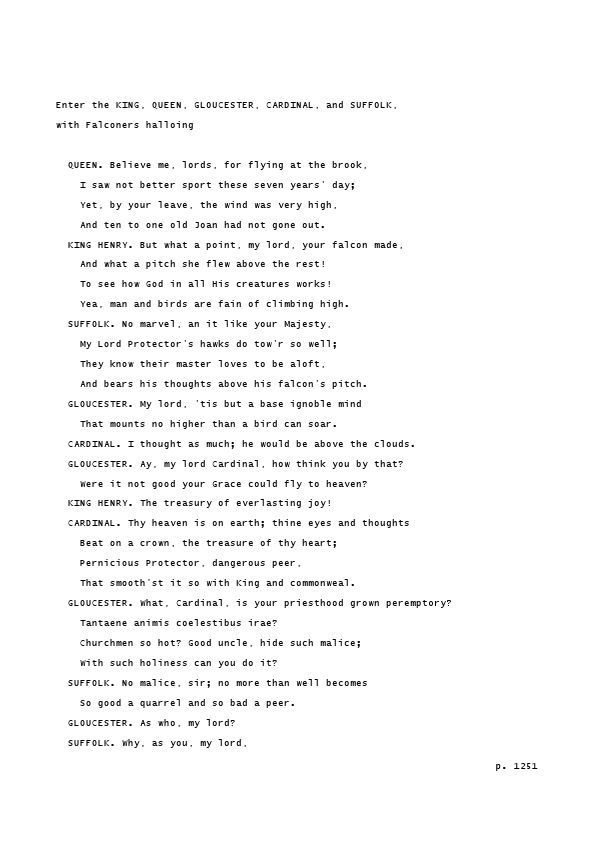 Enter the KING, QUEEN, GLOUCESTER, CARDINAL, and SUFFOLK,
with Falconers halloing
QUEEN. Believe me, lords, for flying at the brook,
I saw not better sport these seven years' day;
Yet, by your leave, the wind was very high,
And ten to one old Joan had not gone out.
KING HENRY. But what a point, my lord, your falcon made,
And what a pitch she flew above the rest!
To see how God in all His creatures works!
Yea, man and birds are fain of climbing high.
SUFFOLK. No marvel, an it like your Majesty,
My Lord Protector's hawks do tow'r so well;
They know their master loves to be aloft,
And bears his thoughts above his falcon's pitch.
GLOUCESTER. My lord, 'tis but a base ignoble mind
That mounts no higher than a bird can soar.
CARDINAL. I thought as much; he would be above the clouds.
GLOUCESTER. Ay, my lord Cardinal, how think you by that?
Were it not good your Grace could fly to heaven?
KING HENRY. The treasury of everlasting joy!
CARDINAL. Thy heaven is on earth; thine eyes and thoughts
Beat on a crown, the treasure of thy heart;
Pernicious Protector, dangerous peer,
That smooth'st it so with King and commonweal.
GLOUCESTER. What, Cardinal, is your priesthood grown peremptory?
Tantaene animis coelestibus irae?
Churchmen so hot? Good uncle, hide such malice;
With such holiness can you do it?
SUFFOLK. No malice, sir; no more than well becomes
So good a quarrel and so bad a peer.
GLOUCESTER. As who, my lord?
SUFFOLK. Why, as you, my lord,
p. 1251